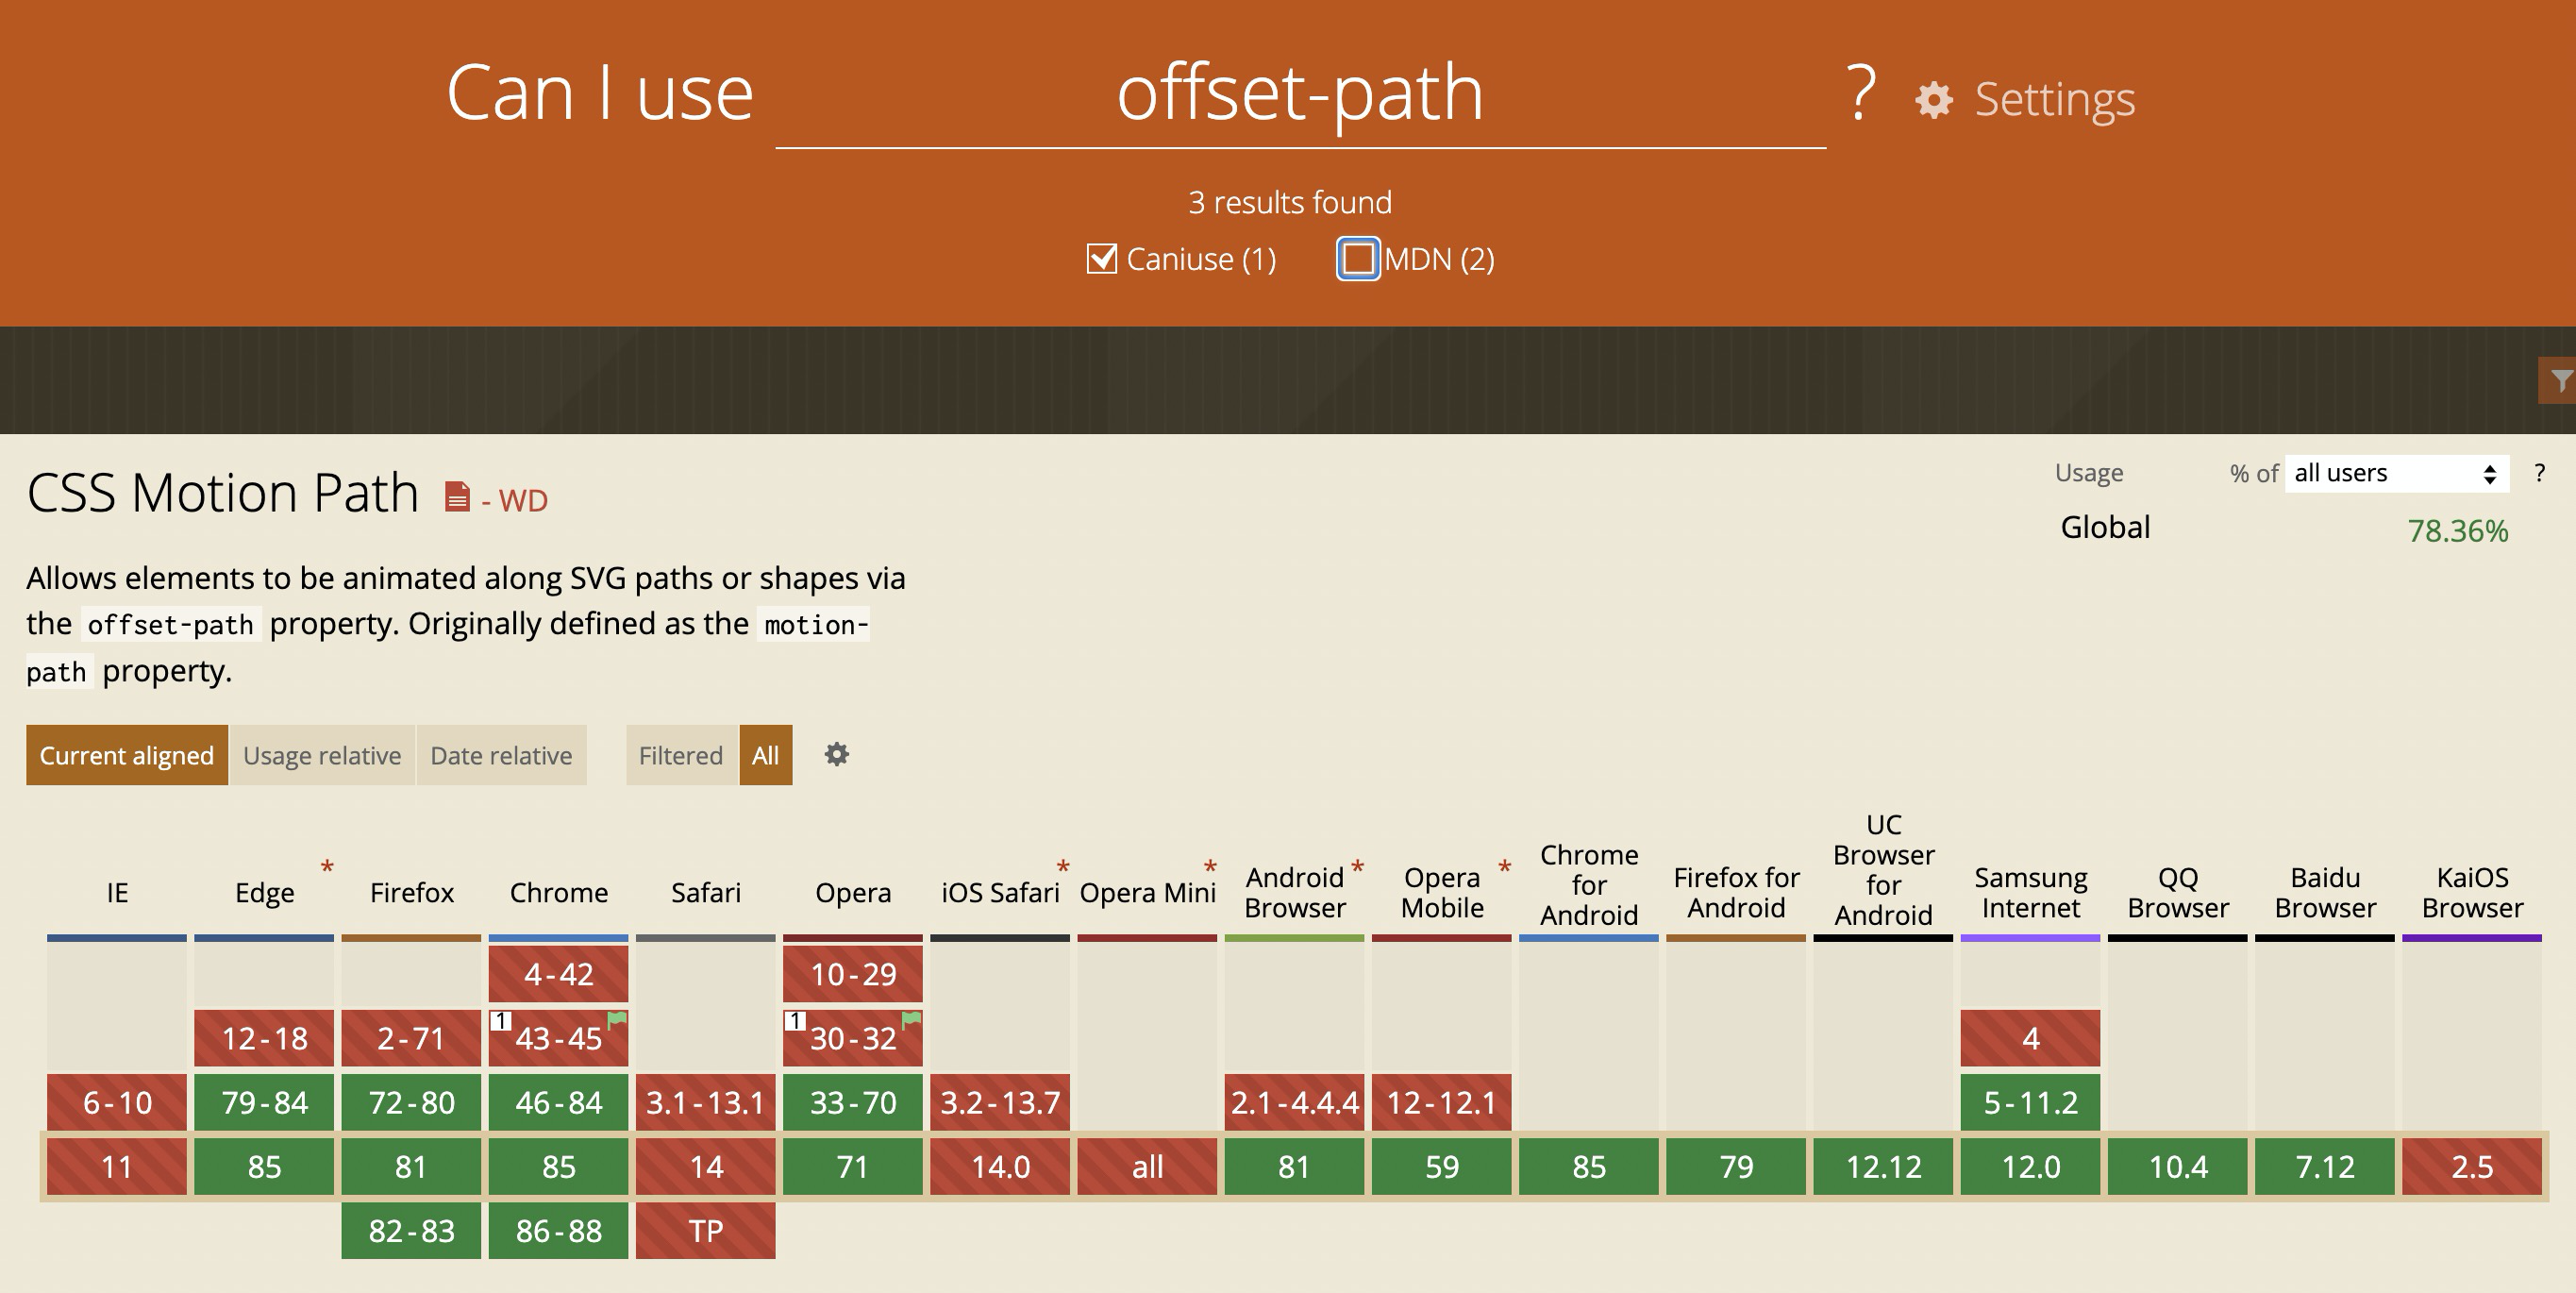 Can I use offset-path ? Settings
3 results found
Caniuse (1) MDN (2)
CSS Motion Path - WD
Usage % of all users ?
Global 78.36%
Allows elements to be animated along SVG paths or shapes via
the offset-path property. Originally defined as the motion-
path property.
Current aligned Usage relative Date relative Filtered All
IE Edge * Firefox Chrome Safari Opera iOS Safari * Opera Mini * Android Browser * Opera Mobile * Chrome for Android Firefox for Android UC Browser for Android Samsung Internet QQ Browser Baidu Browser KaiOS Browser
4-42 10-29
12-18 2-71 1 43-45 1 30-32 4
6-10 79-84 72-80 46-84 3.1-13.1 33-70 3.2-13.7 2.1-4.4.4 12-12.1 5-11.2
11 85 81 85 14 71 14.0 all 81 59 85 79 12.12 12.0 10.4 7.12 2.5
82-83 86-88 TP